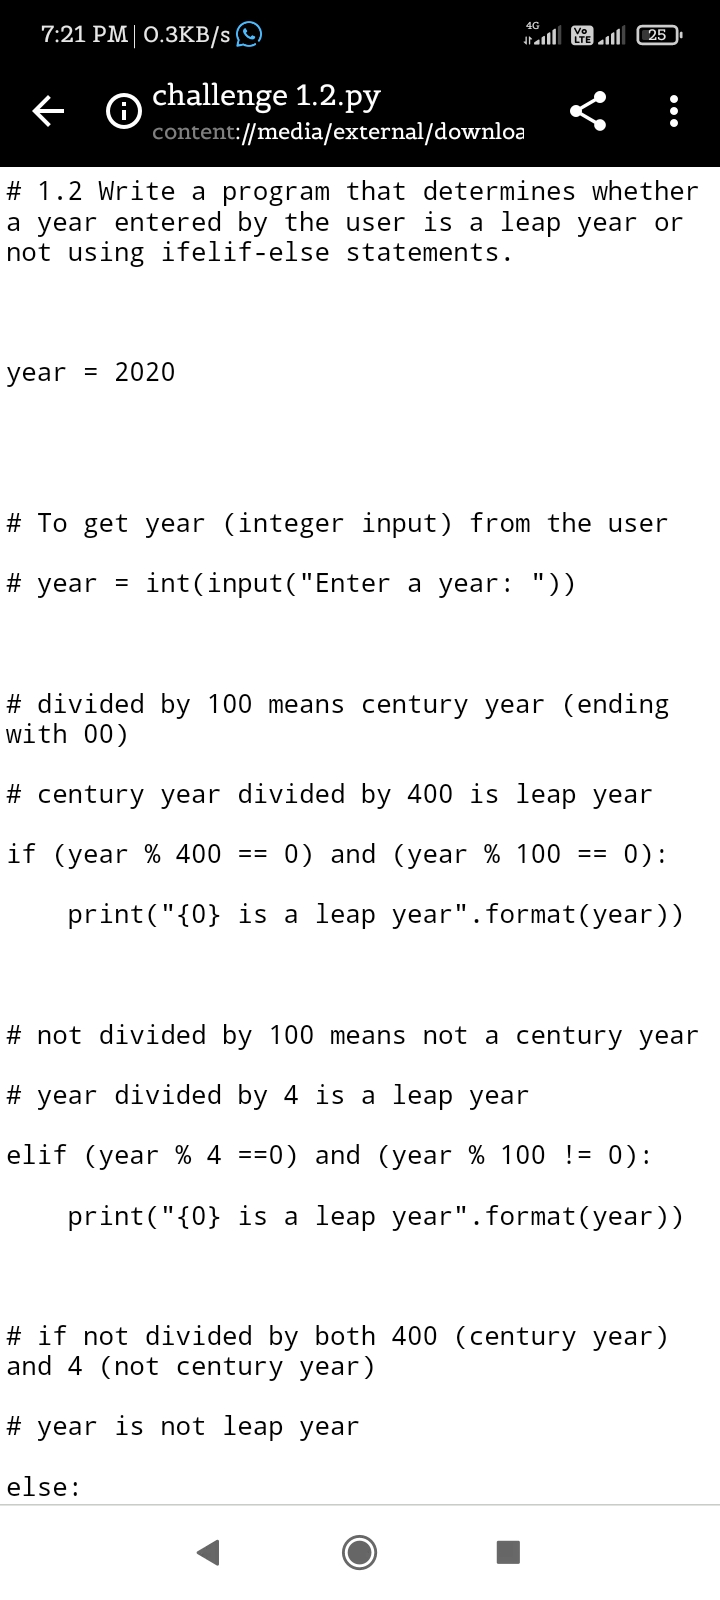 7:21 PM | 0.3KB/s
4G
Vo LTE
25
challenge 1.2.py
content://media/external/downloa
# 1.2 Write a program that determines whether
a year entered by the user is a leap year or
not using ifelif-else statements.
year = 2020
# To get year (integer input) from the user
# year = int(input("Enter a year: "))
# divided by 100 means century year (ending
with 00)
# century year divided by 400 is leap year
if (year % 400 == 0) and (year % 100 == 0):
    print("{0} is a leap year".format(year))
# not divided by 100 means not a century year
# year divided by 4 is a leap year
elif (year % 4 ==0) and (year % 100 != 0):
    print("{0} is a leap year".format(year))
# if not divided by both 400 (century year)
and 4 (not century year)
# year is not leap year
else: